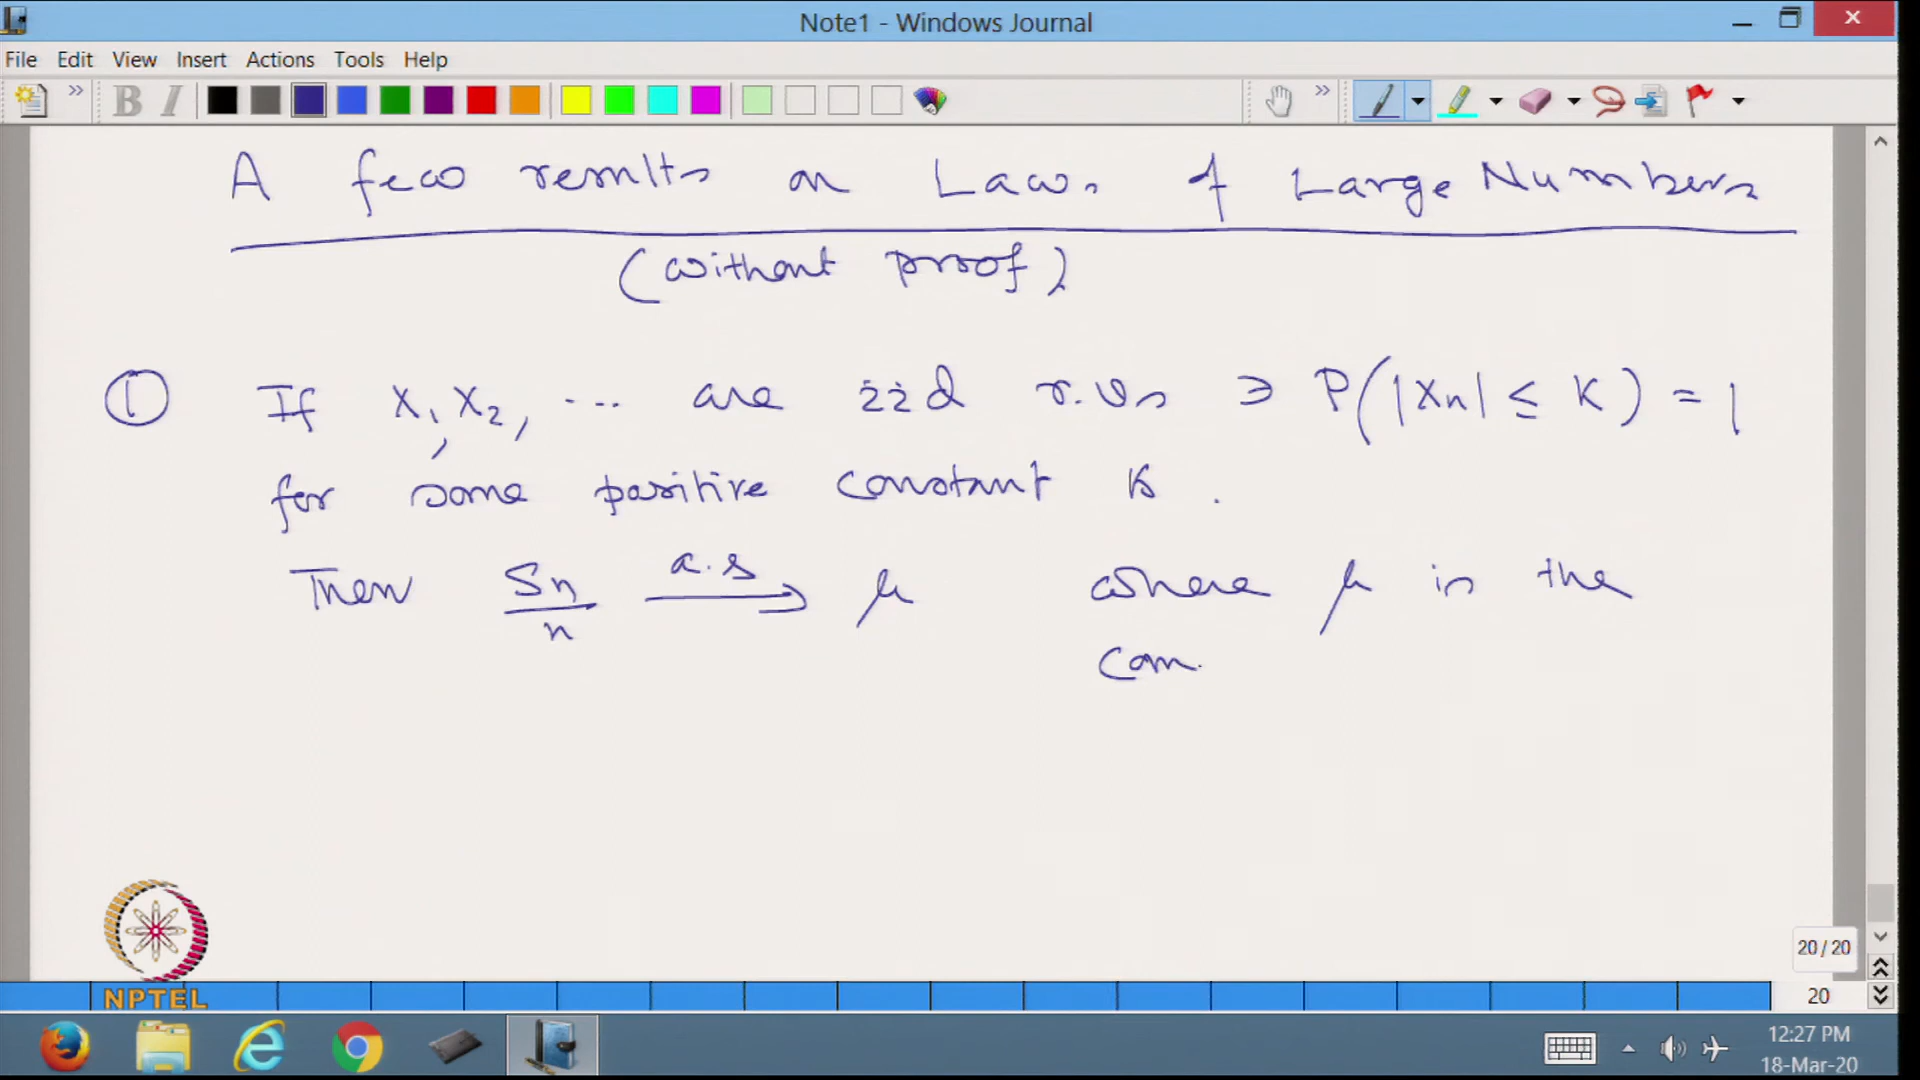 Note1 - Windows Journal
File Edit View Insert Actions Tools Help
B I
A few results on Laws of Large Numbers
(without proof)
① If X₁, X₂, ... are iid r.vs ∋ P(|Xn| ≤ K) = 1
for some positive constant K.
Then Sn/n a.s → μ where μ is the
com
20 / 20
NPTEL
20
12:27 PM
18-Mar-20